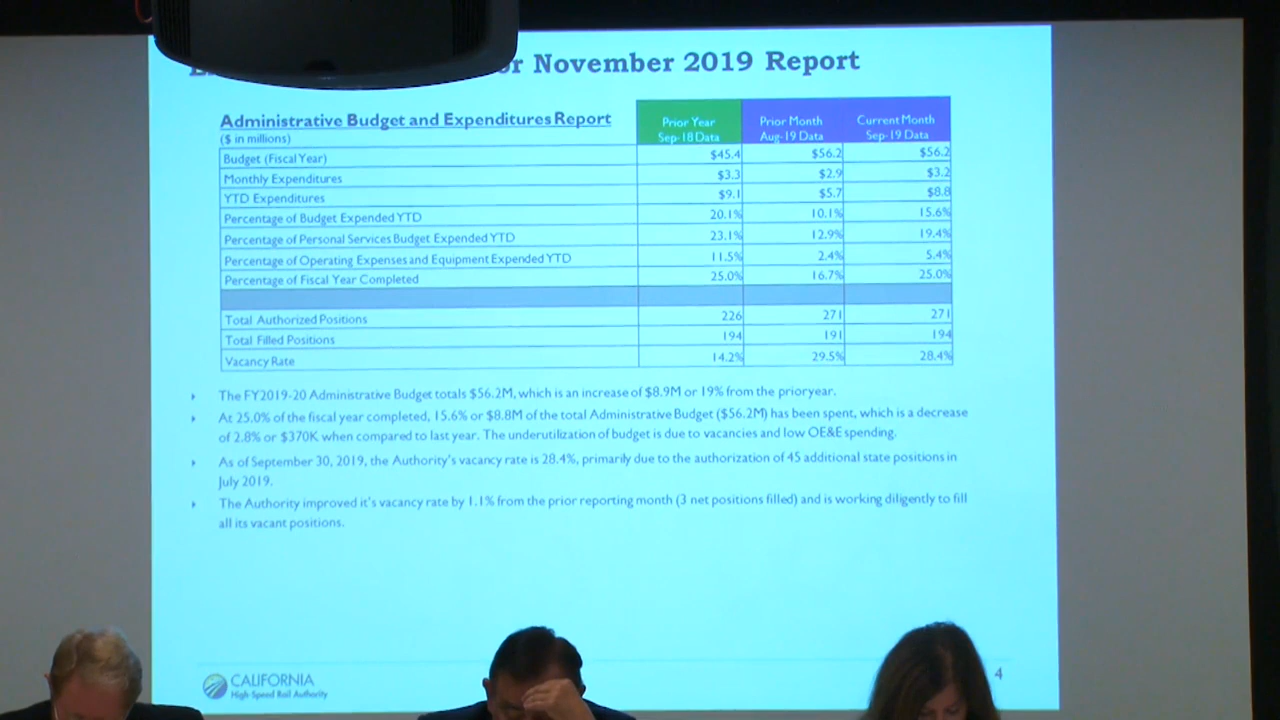 November 2019 Report
Administrative Budget and Expenditures Report
($ in millions)
Prior Year
Sep-18 Data
Prior Month
Aug-19 Data
Current Month
Sep-19 Data
Budget (Fiscal Year) $45.4 $56.2 $56.2
Monthly Expenditures $3.3 $2.9 $3.2
YTD Expenditures $9.1 $5.7 $8.8
Percentage of Budget Expended YTD 20.1% 10.1% 15.6%
Percentage of Personal Services Budget Expended YTD 23.1% 12.9% 19.4%
Percentage of Operating Expenses and Equipment Expended YTD 11.5% 2.4% 5.4%
Percentage of Fiscal Year Completed 25.0% 16.7% 25.0%
Total Authorized Positions 226 271 271
Total Filled Positions 194 191 194
Vacancy Rate 14.2% 29.5% 28.4%
The FY2019-20 Administrative Budget totals $56.2M, which is an increase of $8.9M or 19% from the prior year.
At 25.0% of the fiscal year completed, 15.6% or $8.8M of the total Administrative Budget ($56.2M) has been spent, which is a decrease
of 2.8% or $370K when compared to last year. The underutilization of budget is due to vacancies and low OE&E spending.
As of September 30, 2019, the Authority's vacancy rate is 28.4%, primarily due to the authorization of 45 additional state positions in
July 2019.
The Authority improved it's vacancy rate by 1.1% from the prior reporting month (3 net positions filled) and is working diligently to fill
all its vacant positions.
CALIFORNIA
High-Speed Rail Authority
4